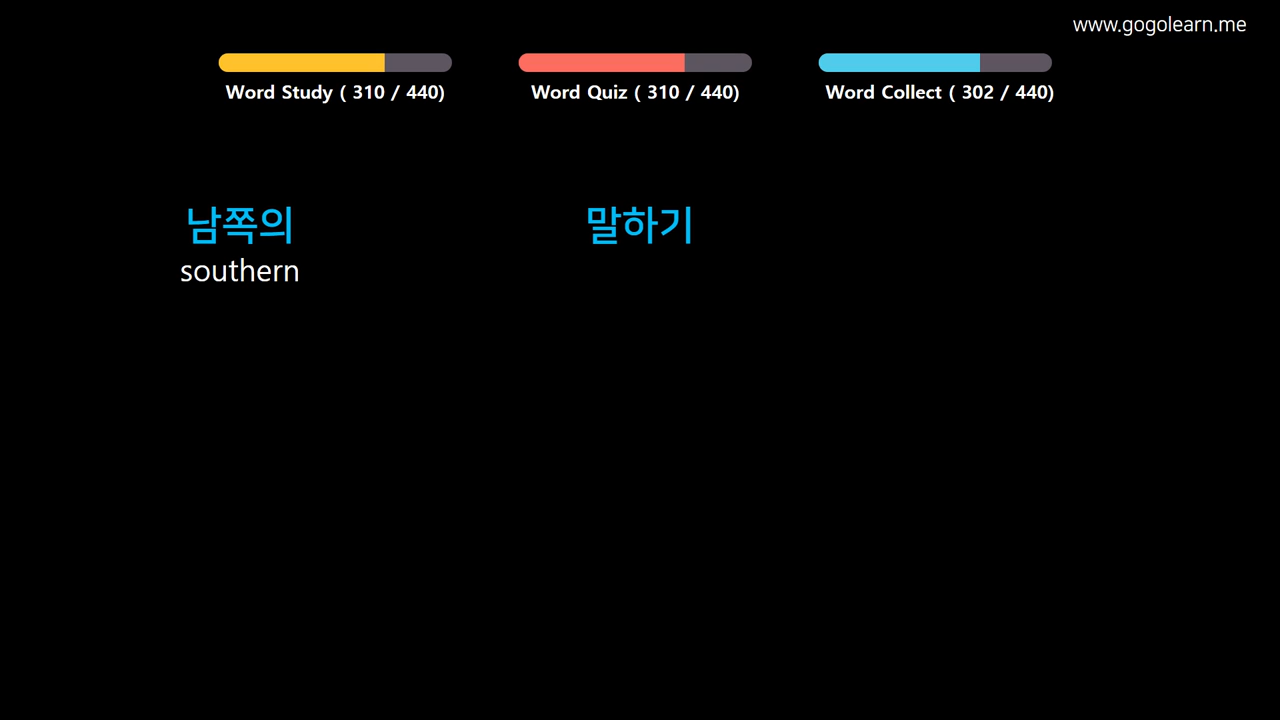 www.gogolearn.me
Word Study ( 310 / 440)
Word Quiz ( 310 / 440)
Word Collect ( 302 / 440)
남쪽의
southern
말하기